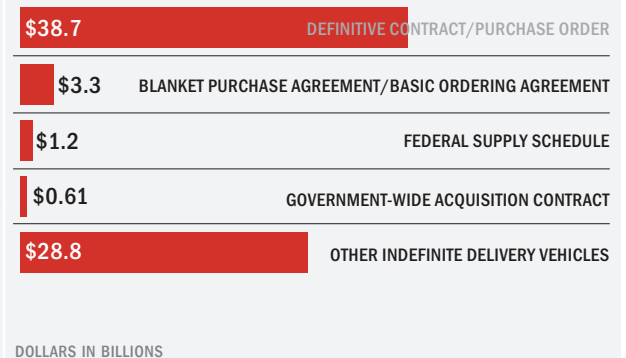 $38.7 DEFINITIVE CONTRACT/PURCHASE ORDER
$3.3 BLANKET PURCHASE AGREEMENT/BASIC ORDERING AGREEMENT
$1.2 FEDERAL SUPPLY SCHEDULE
$0.61 GOVERNMENT-WIDE ACQUISITION CONTRACT
$28.8 OTHER INDEFINITE DELIVERY VEHICLES
DOLLARS IN BILLIONS